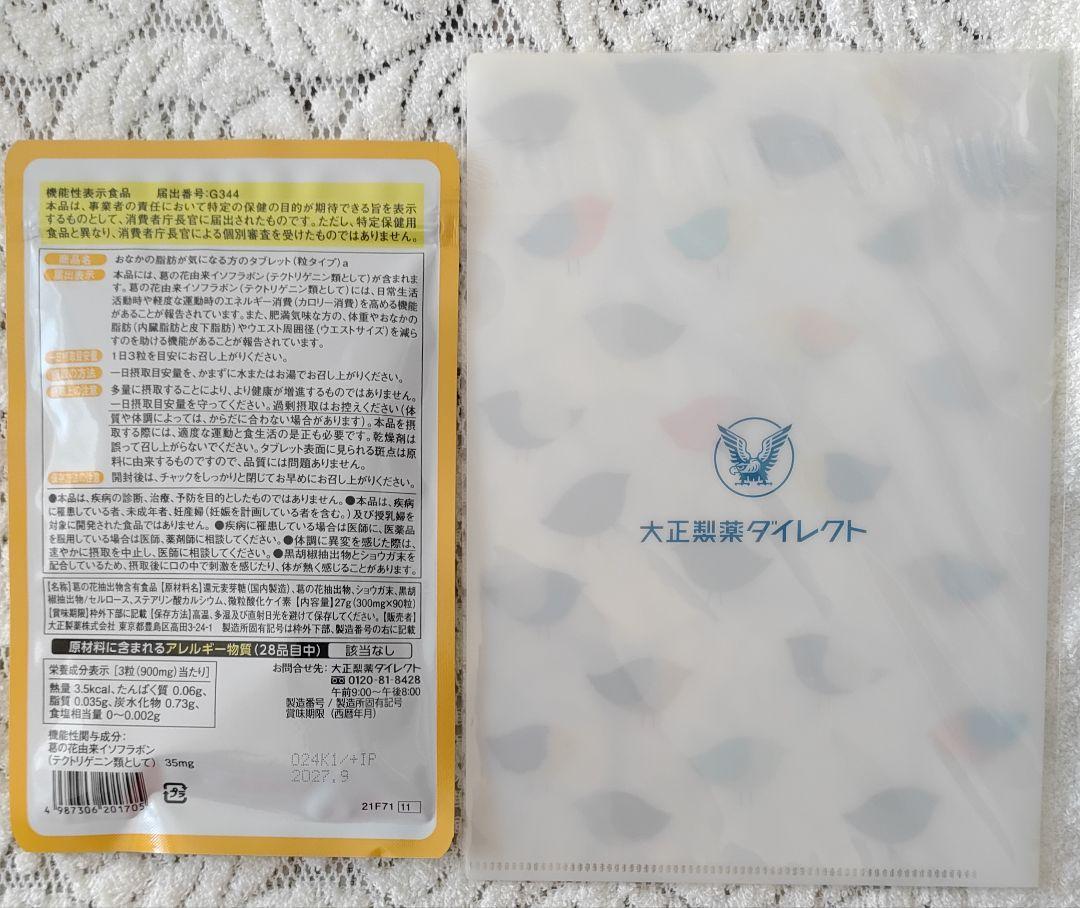 機能性表示食品 届出番号:G344
本品は、事業者の責任において特定の保健の目的が期待できる旨を表示
するものとして、消費者庁長官に届出されたものです。ただし、特定保健用
食品と異なり、消費者庁長官による個別審査を受けたものではありません。
商品名 おなかの脂肪が気になる方のタブレット(粒タイプ)a
届出表示 本品には、葛の花由来イソフラボン(テクトリゲニン類として)が含まれま
す。葛の花由来イソフラボン(テクトリゲニン類として)には、日常生活
活動時や軽度な運動時のエネルギー消費(カロリー消費)を高める機能
があることが報告されています。また、肥満気味な方の、体重やおなかの
脂肪(内臓脂肪と皮下脂肪)やウエスト周囲径(ウエストサイズ)を減ら
すのを助ける機能があることが報告されています。
一日摂取目安量 1日3粒を目安にお召し上がりください。
摂取の方法 一日摂取目安量を、かまずに水またはお湯でお召し上がりください。
摂取上の注意 多量に摂取することにより、より健康が増進するものではありません。
一日摂取目安量を守ってください。過剰摂取はお控えください(体
質や体調によっては、からだに合わない場合があります)。本品を摂
取する際には、適度な運動と食生活の是正も必要です。乾燥剤は
誤って召し上がらないでください。タブレット表面に見られる斑点は原
料に由来するものですので、品質には問題ありません。
保存方法の注意 開封後は、チャックをしっかりと閉じてお早めにお召し上がりください。
●本品は、疾病の診断、治療、予防を目的としたものではありません。●本品は、疾病
に罹患している者、未成年者、妊産婦(妊娠を計画している者を含む。)及び授乳婦を
対象に開発された食品ではありません。●疾病に罹患している場合は医師に、医薬品
を服用している場合は医師、薬剤師に相談してください。●体調に異変を感じた際は、
速やかに摂取を中止し、医師に相談してください。●黒胡椒抽出物とショウガ末を
配合しているため、摂取後に口の中で刺激を感じたり、体が熱く感じることがあります。
【名称】葛の花抽出物含有食品【原材料名】還元麦芽糖(国内製造)、葛の花抽出物、ショウガ末、黒胡
椒抽出物/セルロース、ステアリン酸カルシウム、微粒酸化ケイ素【内容量】27g(300mg×90粒)
【賞味期限】枠外下部に記載【保存方法】高温、多湿及び直射日光を避けて保存してください。【販売者】
大正製薬株式会社 東京都豊島区高田3-24-1 製造所固有記号は枠外下部、製造番号の右に記載
原材料に含まれるアレルギー物質(28品目中) 該当なし
栄養成分表示 [3粒(900mg)当たり]
熱量 3.5kcal、たんぱく質 0.06g、
脂質 0.035g、炭水化物 0.73g、
食塩相当量 0〜0.002g
お問合せ先:大正製薬ダイレクト
0120-81-8428
午前9:00〜午後8:00
製造番号 / 製造所固有記号
賞味期限(西暦年月)
機能性関与成分:
葛の花由来イソフラボン
(テクトリゲニン類として) 35mg
024K1/+IP
2027.9
4 987306 201705
プラ
21F71 11
大正製薬ダイレクト